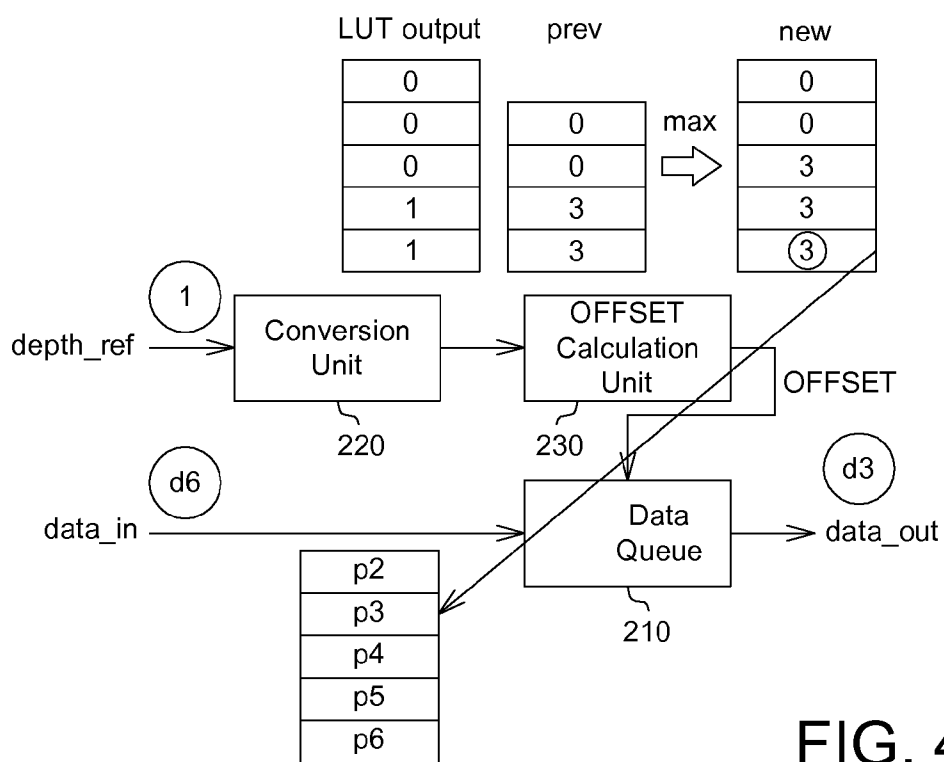 LUT output prev new
0 0
0 0 max 0
0 0 3
1 3 3
1 3 3
1
depth_ref Conversion Unit OFFSET Calculation Unit OFFSET
220 230
d6 d3
data_in Data Queue data_out
p2
p3 210
p4
p5
p6
FIG. 4